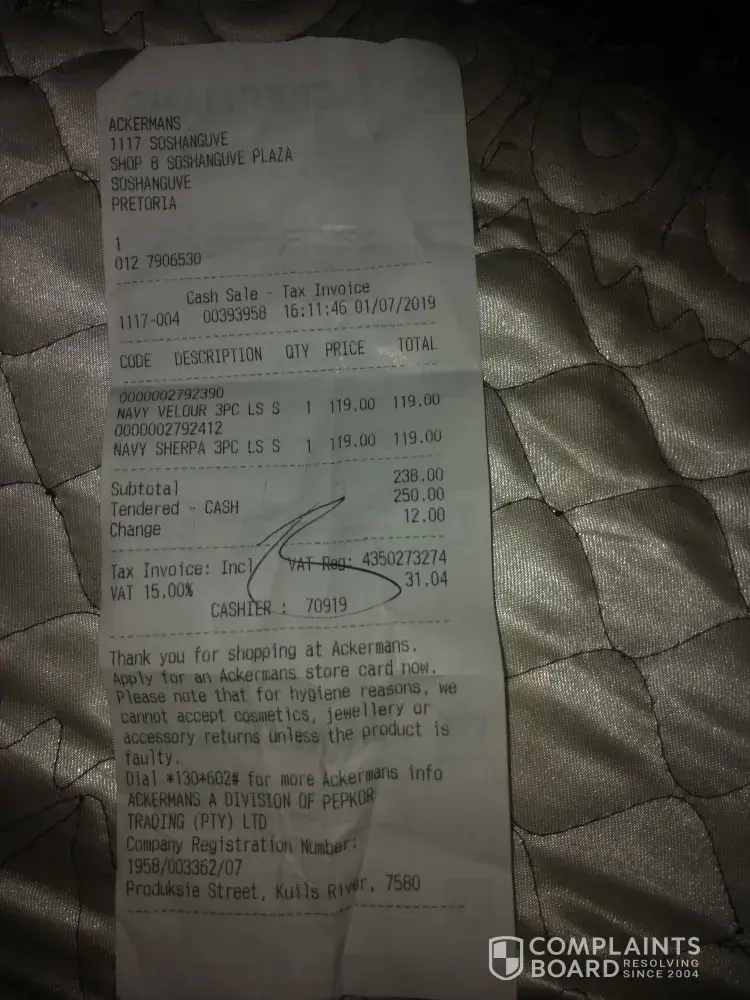 ACKERMANS
1117 SOSHANGUVE
SHOP 8 SOSHANGUVE PLAZA
SOSHANGUVE
PRETORIA
1
012 7906530
Cash Sale - Tax Invoice
1117-004 00393958 16:11:46 01/07/2019
CODE DESCRIPTION QTY PRICE TOTAL
0000002792390
NAVY VELOUR 3PC LS S 1 119.00 119.00
0000002792412
NAVY SHERPA 3PC LS S 1 119.00 119.00
Subtotal 238.00
Tendered - CASH 250.00
Change 12.00
Tax Invoice: Incl VAT Reg: 4350273274
VAT 15.00% 31.04
CASHIER : 70919
Thank you for shopping at Ackermans.
Apply for an Ackermans store card now.
Please note that for hygiene reasons, we
cannot accept cosmetics, jewellery or
accessory returns unless the product is
faulty.
Dial *130*602# for more Ackermans info
ACKERMANS A DIVISION OF PEPKOR
TRADING (PTY) LTD
Company Registration Number:
1958/003362/07
Produksie Street, Kuils River, 7580
COMPLAINTS
BOARD RESOLVING
SINCE 2004